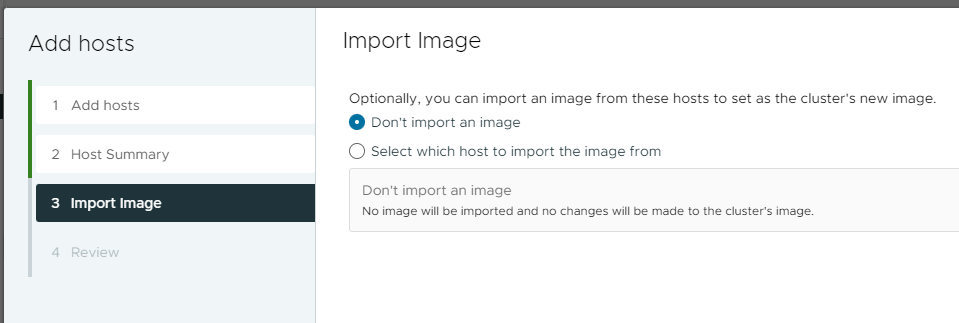 Add hosts
1 Add hosts
2 Host Summary
3 Import Image
4 Review
Import Image
Optionally, you can import an image from these hosts to set as the cluster's new image.
Don't import an image
Select which host to import the image from
Don't import an image
No image will be imported and no changes will be made to the cluster's image.